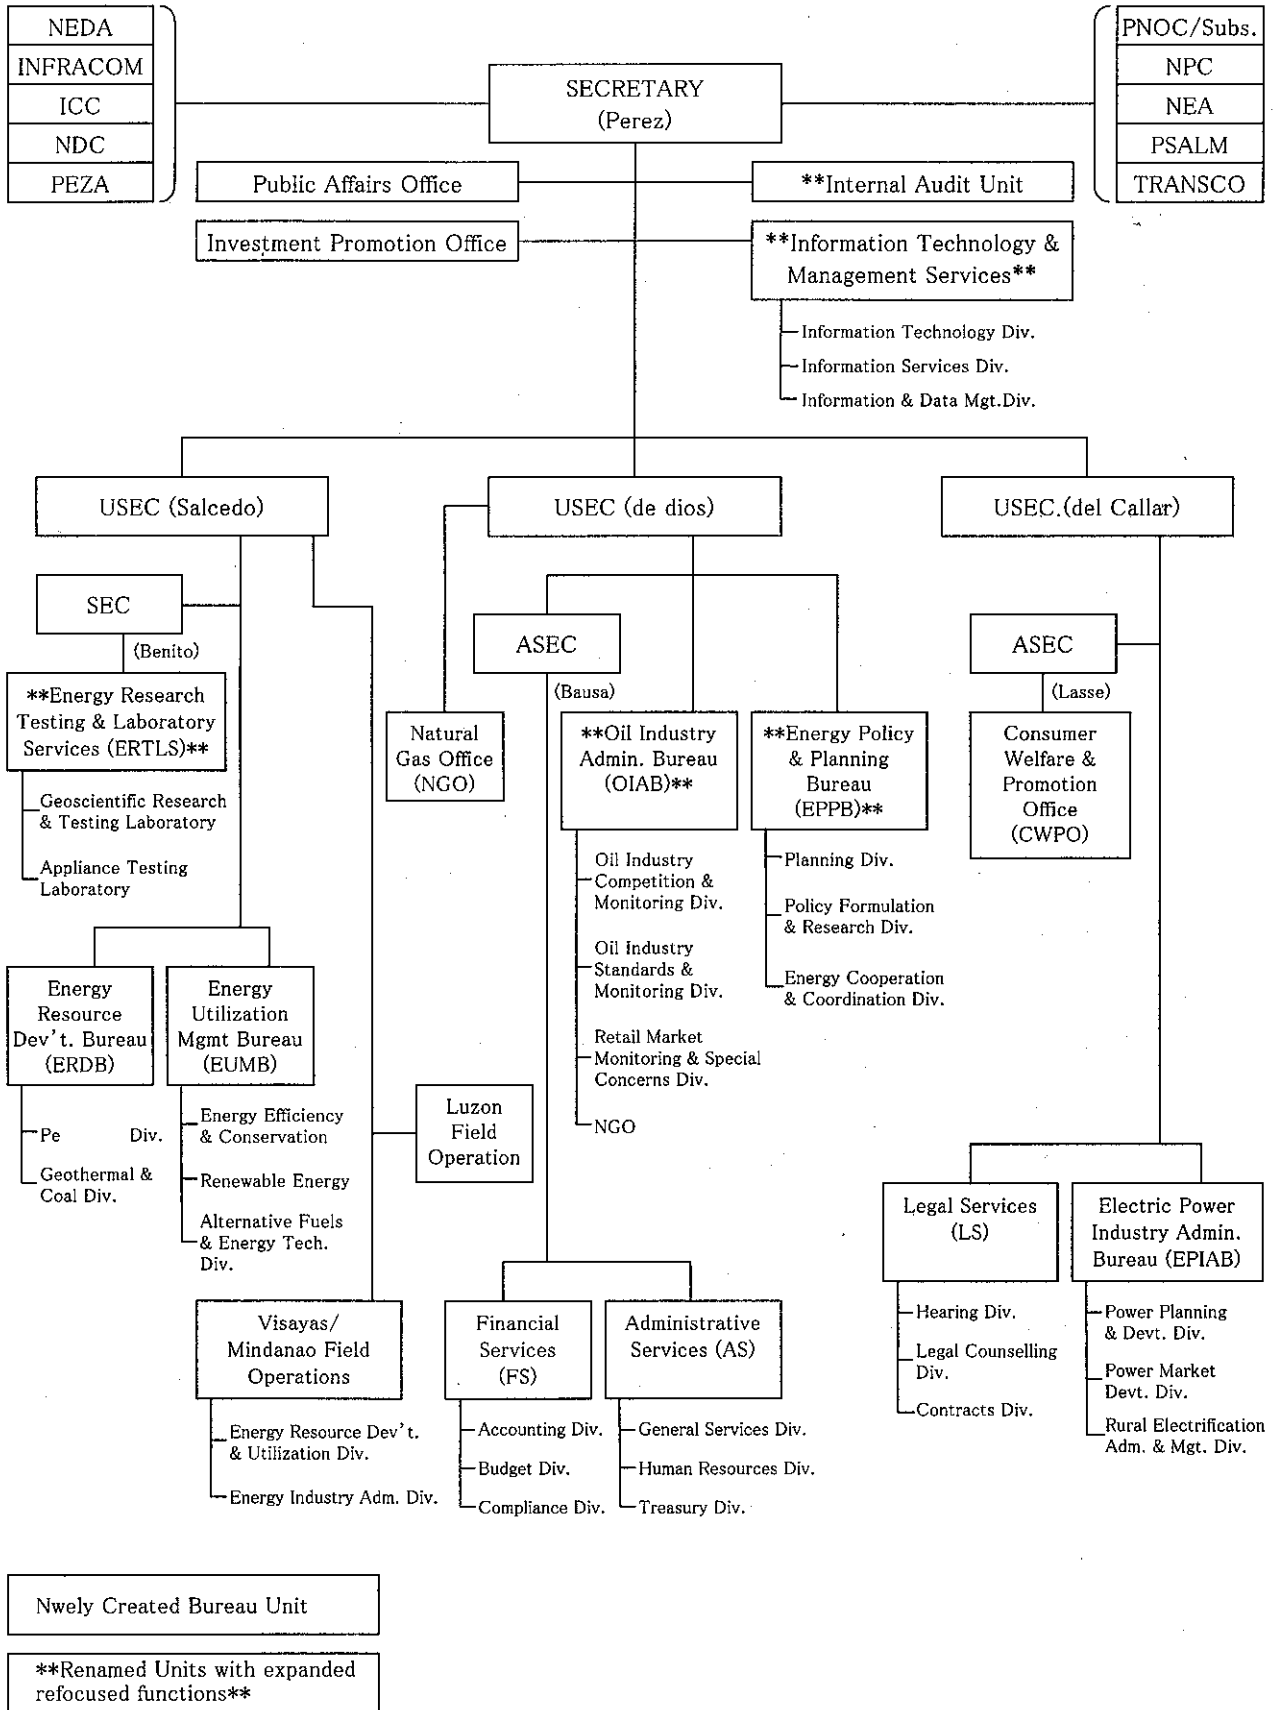 NEDA
INFRACOM
ICC
NDC
PEZA
SECRETARY
(Perez)
PNOC/Subs.
NPC
NEA
PSALM
TRANSCO
Public Affairs Office
**Internal Audit Unit
Investment Promotion Office
**Information Technology &
Management Services**
Information Technology Div.
Information Services Div.
Information & Data Mgt.Div.
USEC (Salcedo)
USEC (de dios)
USEC.(del Callar)
SEC
(Benito)
**Energy Research
Testing & Laboratory
Services (ERTLS)**
Geoscientific Research
& Testing Laboratory
Appliance Testing
Laboratory
ASEC
(Bausa)
Natural
Gas Office
(NGO)
**Oil Industry
Admin. Bureau
(OIAB)**
Oil Industry
Competition &
Monitoring Div.
Oil Industry
Standards &
Monitoring Div.
Retail Market
Monitoring & Special
Concerns Div.
NGO
**Energy Policy
& Planning
Bureau
(EPPB)**
Planning Div.
Policy Formulation
& Research Div.
Energy Cooperation
& Coordination Div.
ASEC
(Lasse)
Consumer
Welfare &
Promotion
Office
(CWPO)
Energy
Resource
Dev't. Bureau
(ERDB)
Pe Div.
Geothermal &
Coal Div.
Energy
Utilization
Mgmt Bureau
(EUMB)
Energy Efficiency
& Conservation
Renewable Energy
Alternative Fuels
& Energy Tech.
Div.
Luzon
Field
Operation
Visayas/
Mindanao Field
Operations
Energy Resource Dev't.
& Utilization Div.
Energy Industry Adm. Div.
Financial
Services
(FS)
Accounting Div.
Budget Div.
Compliance Div.
Administrative
Services (AS)
General Services Div.
Human Resources Div.
Treasury Div.
Legal Services
(LS)
Hearing Div.
Legal Counselling
Div.
Contracts Div.
Electric Power
Industry Admin.
Bureau (EPIAB)
Power Planning
& Devt. Div.
Power Market
Devt. Div.
Rural Electrification
Adm. & Mgt. Div.
Nwely Created Bureau Unit
**Renamed Units with expanded
refocused functions**